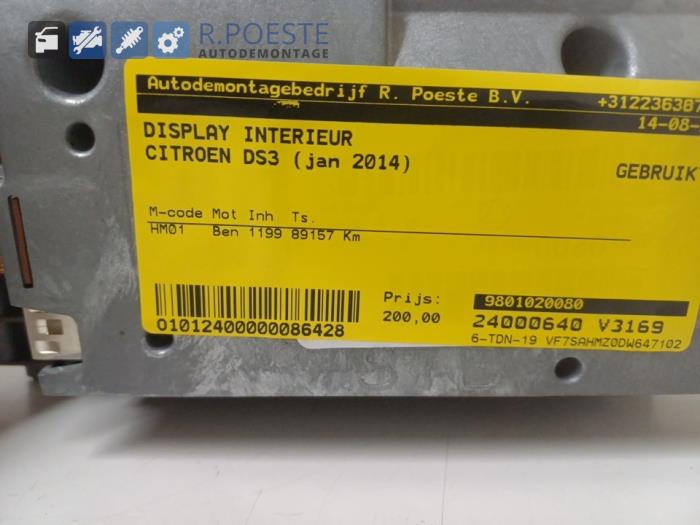 R.POESTE
AUTODEMONTAGE
Autodemontagebedrijf R. Poeste B.V. +312236367
14-08-
DISPLAY INTERIEUR
CITROEN DS3 (jan 2014)
GEBRUIK
M-code Mot Inh Ts.
HM01 Ben 1199 89157 Km
01012400000086428
Prijs:
200,00
9801020080
24000640 V3169
6-TDN-19 VF7SAHMZ0DW647102